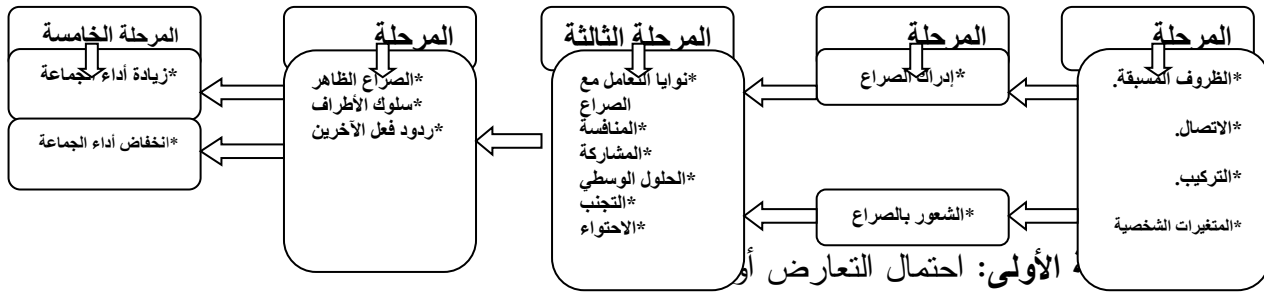 المرحلة
*الظروف المسبقة.
*الاتصال.
*التركيب.
*المتغيرات الشخصية
المرحلة
*إدراك الصراع
*الشعور بالصراع
المرحلة الثالثة
*نوايا التعامل مع
الصراع
*المنافسة
*المشاركة
*الحلول الوسطي
*التجنب
*الاحتواء
المرحلة
*الصراع الظاهر
*سلوك الأطراف
*ردود فعل الآخرين
المرحلة الخامسة
*زيادة أداء الجماعة
*انخفاض أداء الجماعة
الأولى: احتمال التعارض